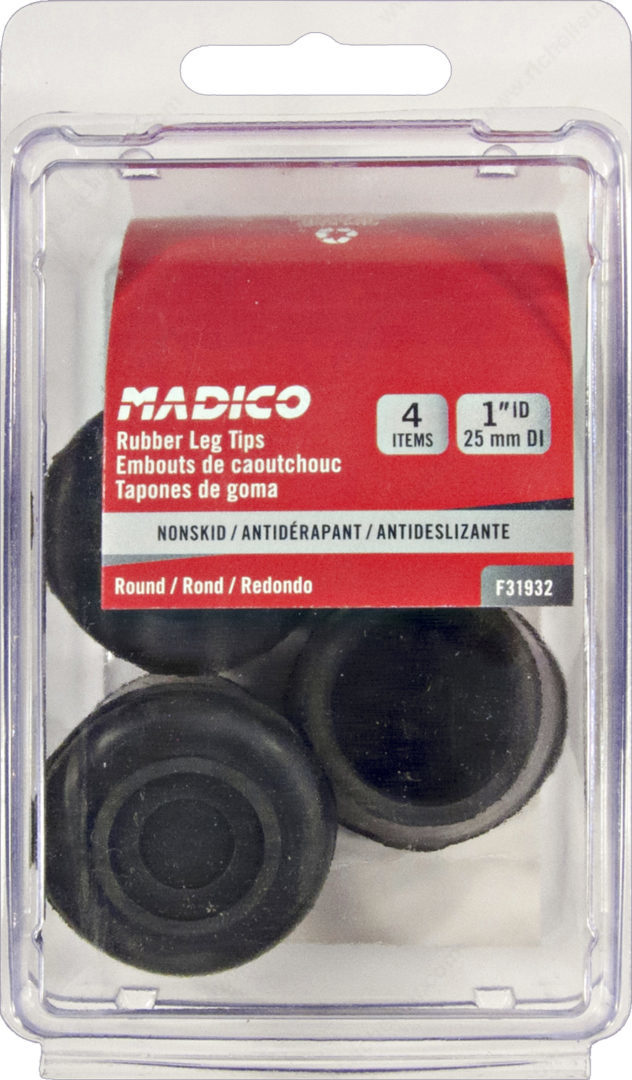 MADICO
Rubber Leg Tips
Embouts de caoutchouc
Tapones de goma
4
ITEMS
1" ID
25 mm DI
NONSKID / ANTIDÉRAPANT / ANTIDESLIZANTE
Round / Rond / Redondo
F31932